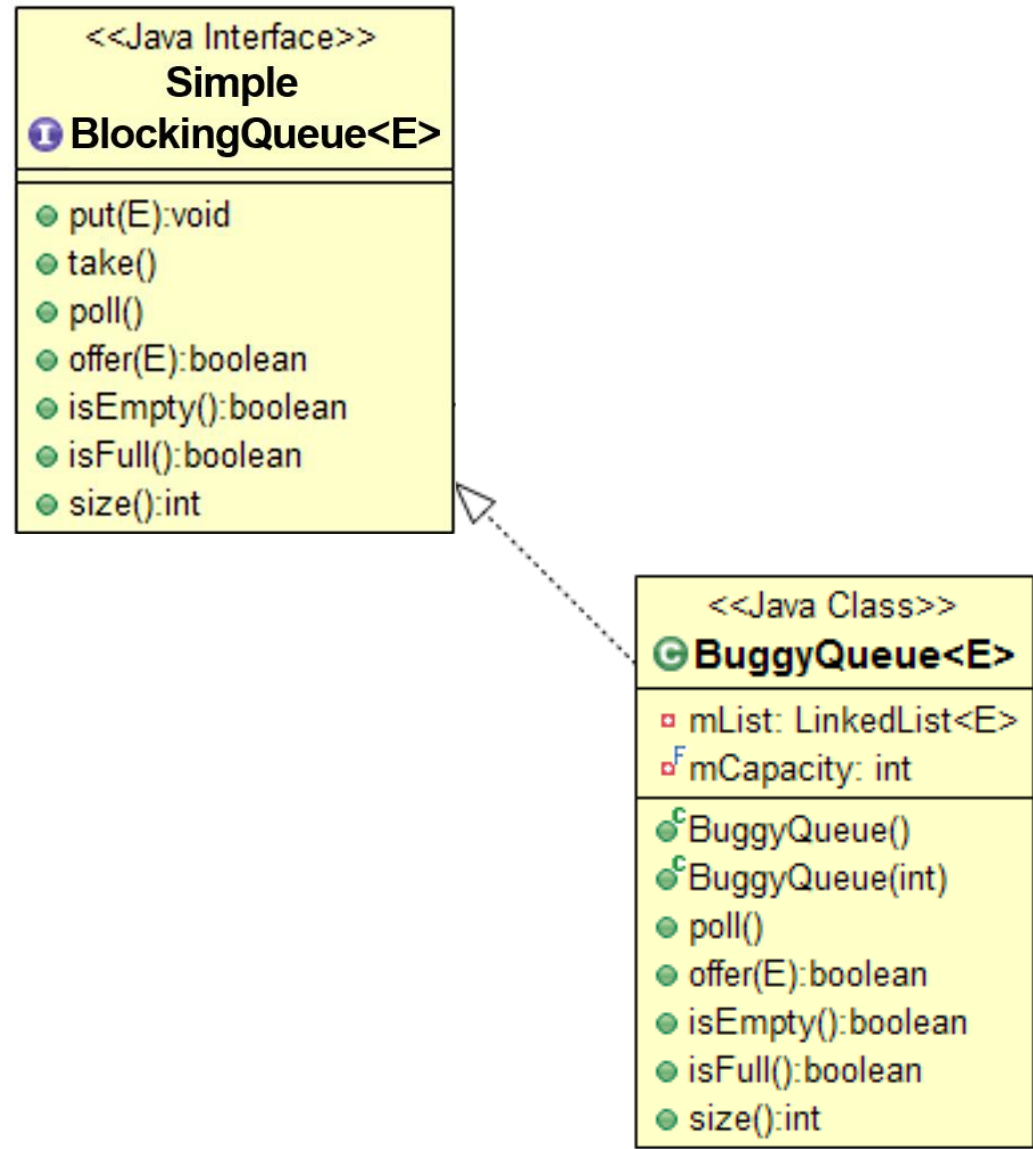 <<Java Interface>>
Simple
I BlockingQueue<E>
put(E):void
take()
poll()
offer(E):boolean
isEmpty():boolean
isFull():boolean
size():int
<<Java Class>>
C BuggyQueue<E>
mList: LinkedList<E>
F mCapacity: int
C BuggyQueue()
C BuggyQueue(int)
poll()
offer(E):boolean
isEmpty():boolean
isFull():boolean
size():int